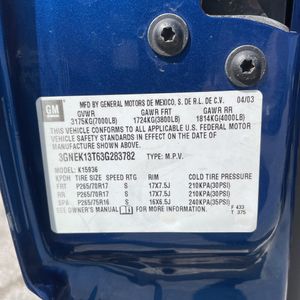 GM
MFD BY GENERAL MOTORS DE MEXICO, S. DE R.L. DE C.V.
04/03
GVWR GAWR FRT GAWR RR
3175KG(7000LB) 1724KG(3800LB) 1814KG(4000LB)
THIS VEHICLE CONFORMS TO ALL APPLICABLE U.S. FEDERAL MOTOR
VEHICLE SAFETY STANDARDS IN EFFECT ON THE DATE OF
MANUFACTURE SHOWN ABOVE.
3GNEK13T63G283782 TYPE: M.P.V.
MODEL: K15936
TIRE SIZE SPEED RTG RIM COLD TIRE PRESSURE
FRT P265/70R17 S 17X7.5J 210KPA(30PSI)
RR P265/70R17 S 17X7.5J 210KPA(30PSI)
SPA P265/75R16 S 16X6.5J 240KPA(35PSI)
SEE OWNER'S MANUAL FOR MORE INFORMATION.
F 433
T 375